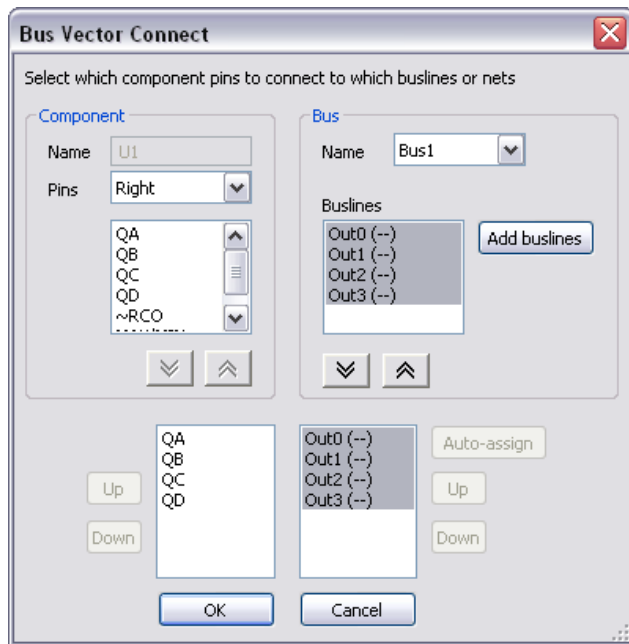 Bus Vector Connect
Select which component pins to connect to which buslines or nets
Component
Name U1
Pins Right
QA
QB
QC
QD
~RCO
Bus
Name Bus1
Buslines
Out0 (--)
Out1 (--)
Out2 (--)
Out3 (--)
Add buslines
Up
Down
QA
QB
QC
QD
Out0 (--)
Out1 (--)
Out2 (--)
Out3 (--)
Auto-assign
Up
Down
OK
Cancel